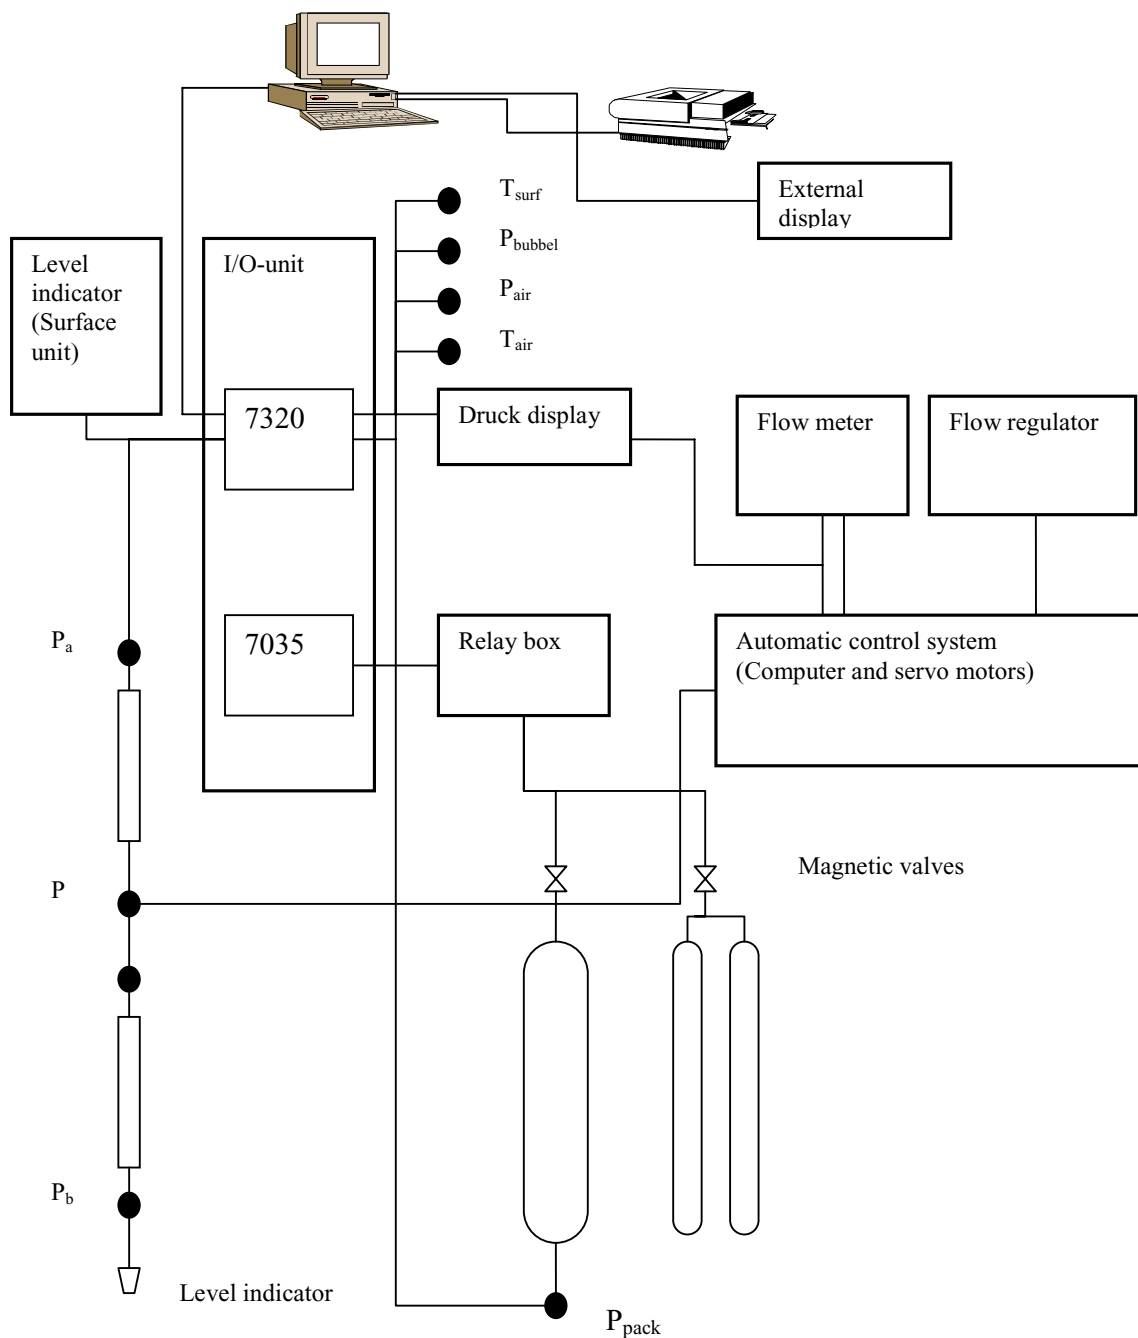 T_surf
External
display
P_bubbel
Level
indicator
(Surface
unit)
I/O-unit
P_air
T_air
7320
Druck display
Flow meter
Flow regulator
P_a
7035
Relay box
Automatic control system
(Computer and servo motors)
Magnetic valves
P
P_b
Level indicator
P_pack